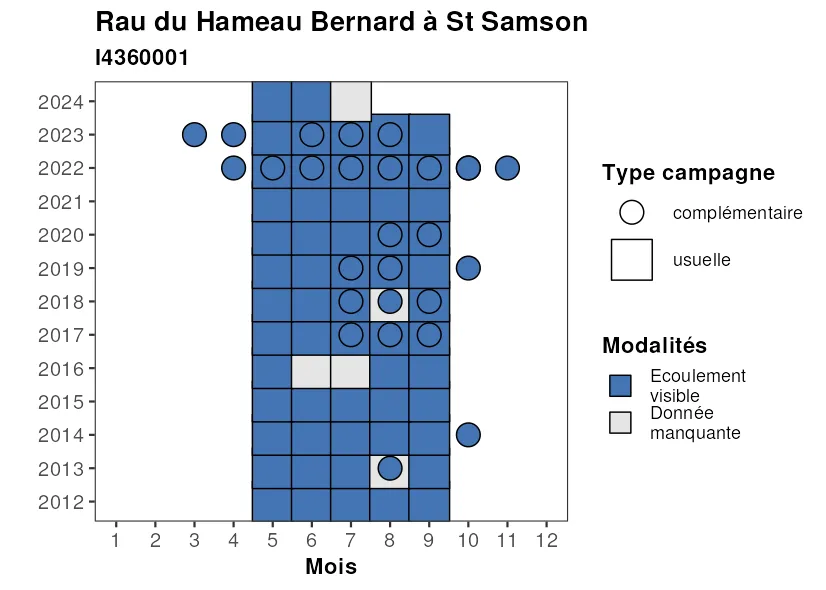 Rau du Hameau Bernard à St Samson
I4360001
2024
2023
2022
2021
2020
2019
2018
2017
2016
2015
2014
2013
2012
1 2 3 4 5 6 7 8 9 10 11 12
Mois
Type campagne
complémentaire
usuelle
Modalités
Ecoulement
visible
Donnée
manquante